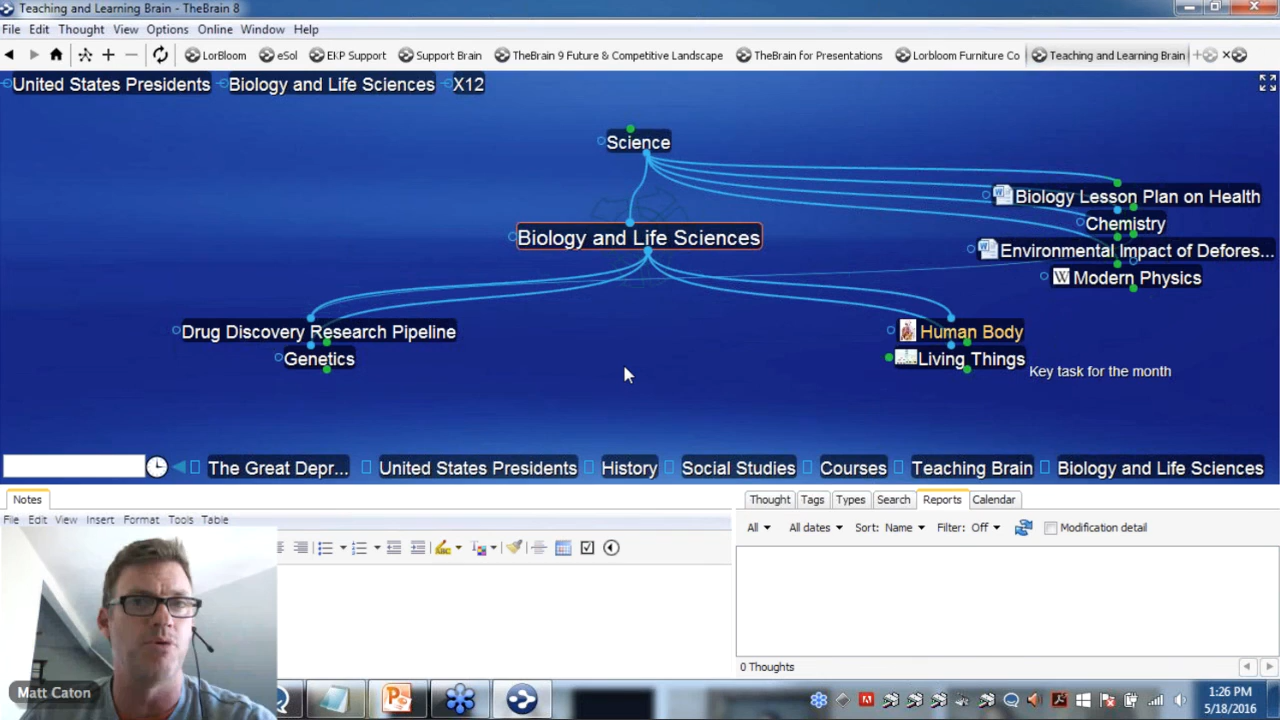 Teaching and Learning Brain - TheBrain 8
File Edit Thought View Options Online Window Help
LorBloom eSol EKP Support Support Brain TheBrain 9 Future & Competitive Landscape TheBrain for Presentations Lorbloom Furniture Co Teaching and Learning Brain
United States Presidents Biology and Life Sciences X12
Science
Biology Lesson Plan on Health
Chemistry
Biology and Life Sciences
Environmental Impact of Defores...
Modern Physics
Drug Discovery Research Pipeline
Human Body
Genetics
Living Things
Key task for the month
The Great Depr... United States Presidents History Social Studies Courses Teaching Brain Biology and Life Sciences
Notes
Thought Tags Types Search Reports Calendar
File Edit View Insert Format Tools Table
All All dates Sort: Name Filter: Off Modification detail
0 Thoughts
Matt Caton
1:26 PM
5/18/2016